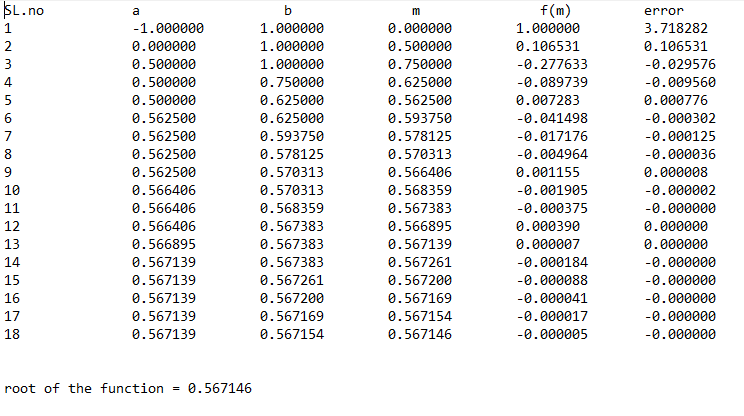 SL.no a b m f(m) error
1 -1.000000 1.000000 0.000000 1.000000 3.718282
2 0.000000 1.000000 0.500000 0.106531 0.106531
3 0.500000 1.000000 0.750000 -0.277633 -0.029576
4 0.500000 0.750000 0.625000 -0.089739 -0.009560
5 0.500000 0.625000 0.562500 0.007283 0.000776
6 0.562500 0.625000 0.593750 -0.041498 -0.000302
7 0.562500 0.593750 0.578125 -0.017176 -0.000125
8 0.562500 0.578125 0.570313 -0.004964 -0.000036
9 0.562500 0.570313 0.566406 0.001155 0.000008
10 0.566406 0.570313 0.568359 -0.001905 -0.000002
11 0.566406 0.568359 0.567383 -0.000375 -0.000000
12 0.566406 0.567383 0.566895 0.000390 0.000000
13 0.566895 0.567383 0.567139 0.000007 0.000000
14 0.567139 0.567383 0.567261 -0.000184 -0.000000
15 0.567139 0.567261 0.567200 -0.000088 -0.000000
16 0.567139 0.567200 0.567169 -0.000041 -0.000000
17 0.567139 0.567169 0.567154 -0.000017 -0.000000
18 0.567139 0.567154 0.567146 -0.000005 -0.000000
root of the function = 0.567146